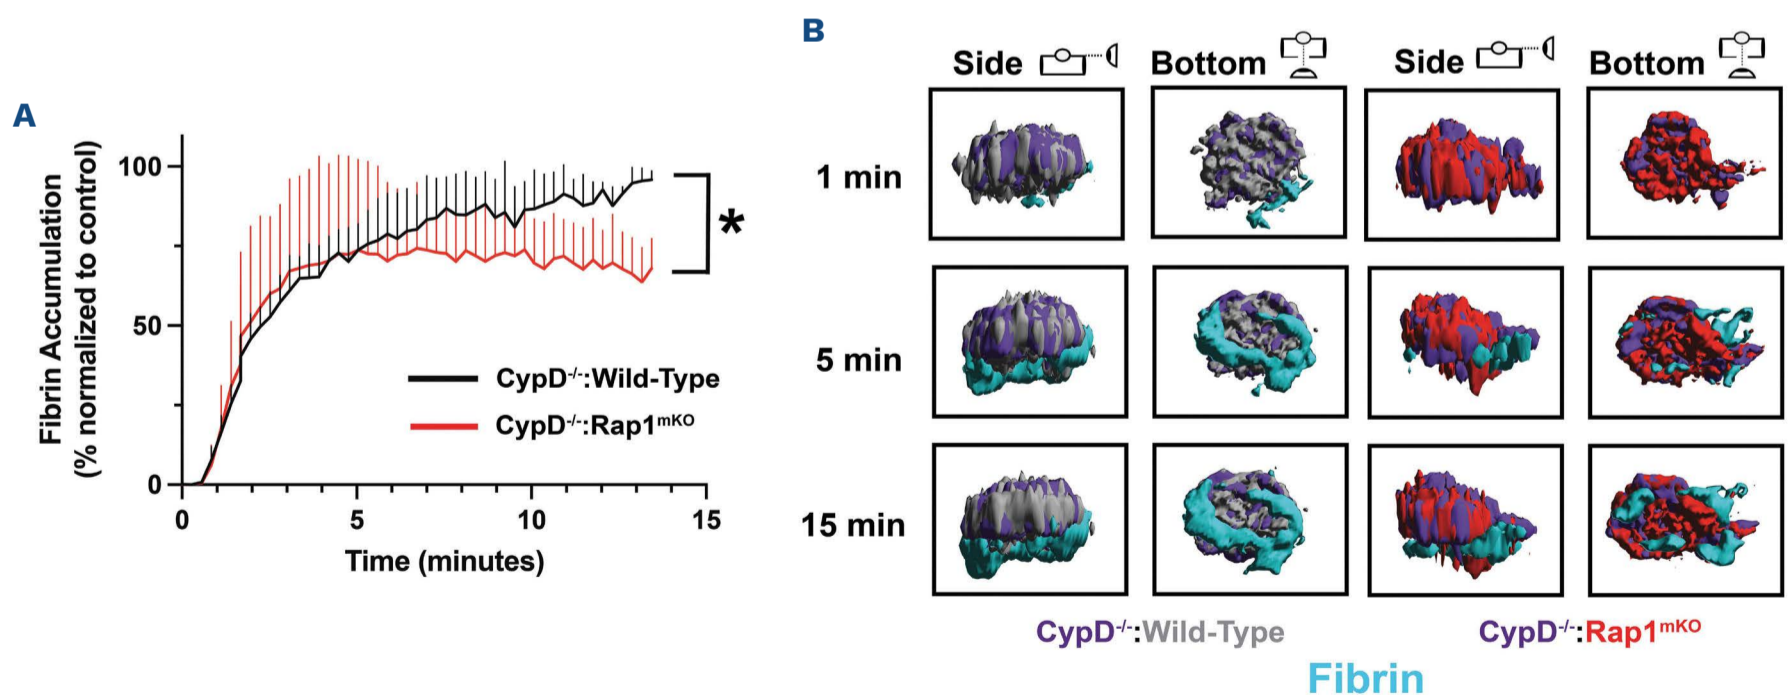 A
Fibrin Accumulation
(% normalized to control)
100
50
0
0 5 10 15
Time (minutes)
CypD-/-:Wild-Type
CypD-/-:Rap1mKO
*
B
Side Bottom Side Bottom
1 min
5 min
15 min
CypD-/-:Wild-Type CypD-/-:Rap1mKO
Fibrin